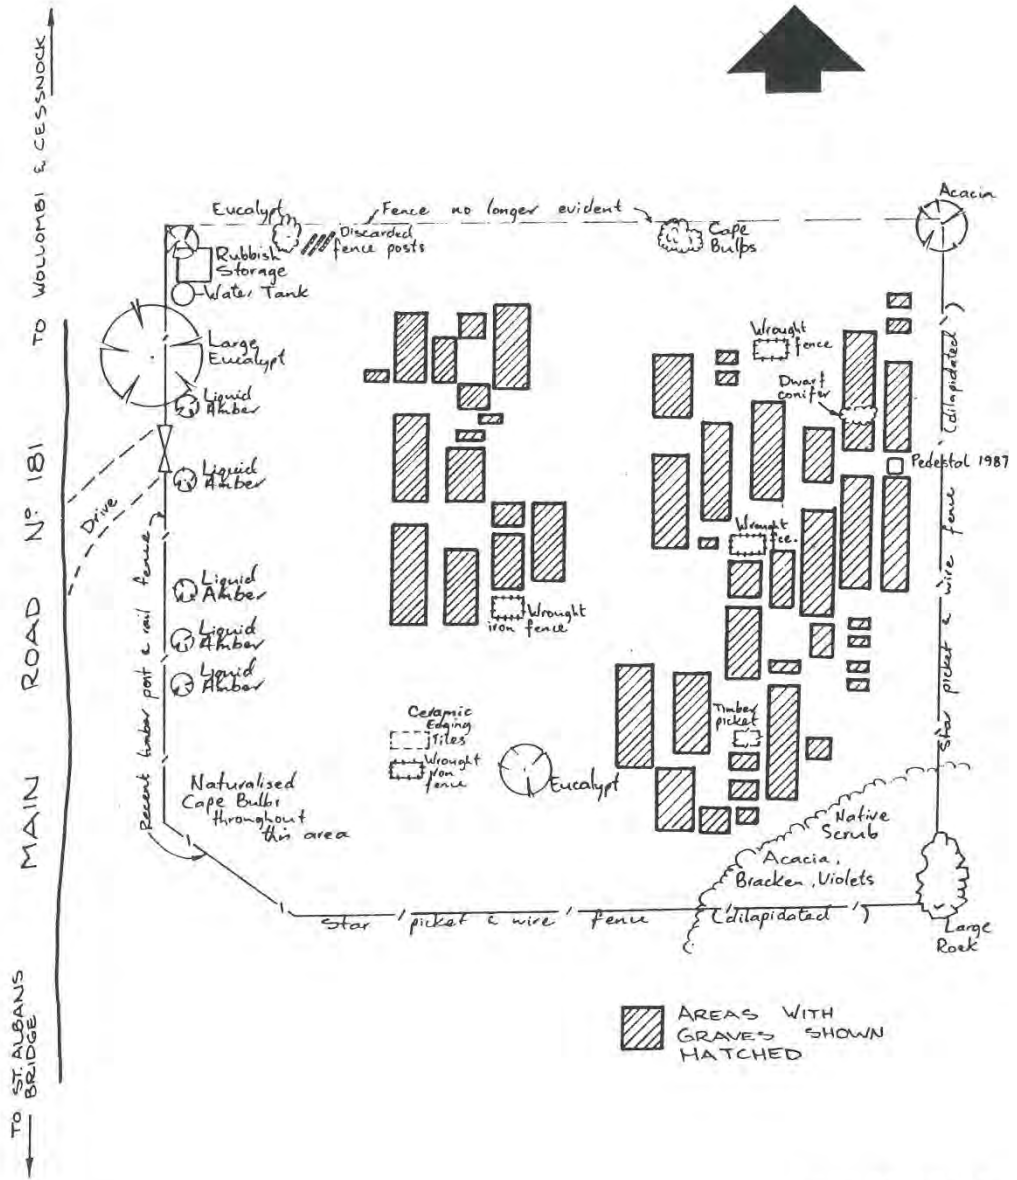 TO WOLLOMBI & CESSNOCK
MAIN ROAD Nº 181
TO ST. ALBANS
BRIDGE
Acacia
Eucalypt
Fence no longer evident
Discarded
fence posts
Cape
Bulbs
Rubbish
Storage
Water Tank
Large
Eucalypt
Liquid
Amber
Drive
Liquid
Amber
Liquid
Amber
Liquid
Amber
Liquid
Amber
Recent timber post & rail fence
Wrought
fence
Dwarf
conifer
Pedestal 1987
Wrought
fce.
Wrought
iron fence
Star picket & wire fence (dilapidated)
Timber
picket
Ceramic
Edging
Tiles
Wrought
iron
fence
Eucalypt
Naturalised
Cape Bulbs
throughout
this area
Native
Scrub
Acacia,
Bracken, Violets
Star picket & wire fence (dilapidated)
Large
Rock
AREAS WITH
GRAVES SHOWN
HATCHED